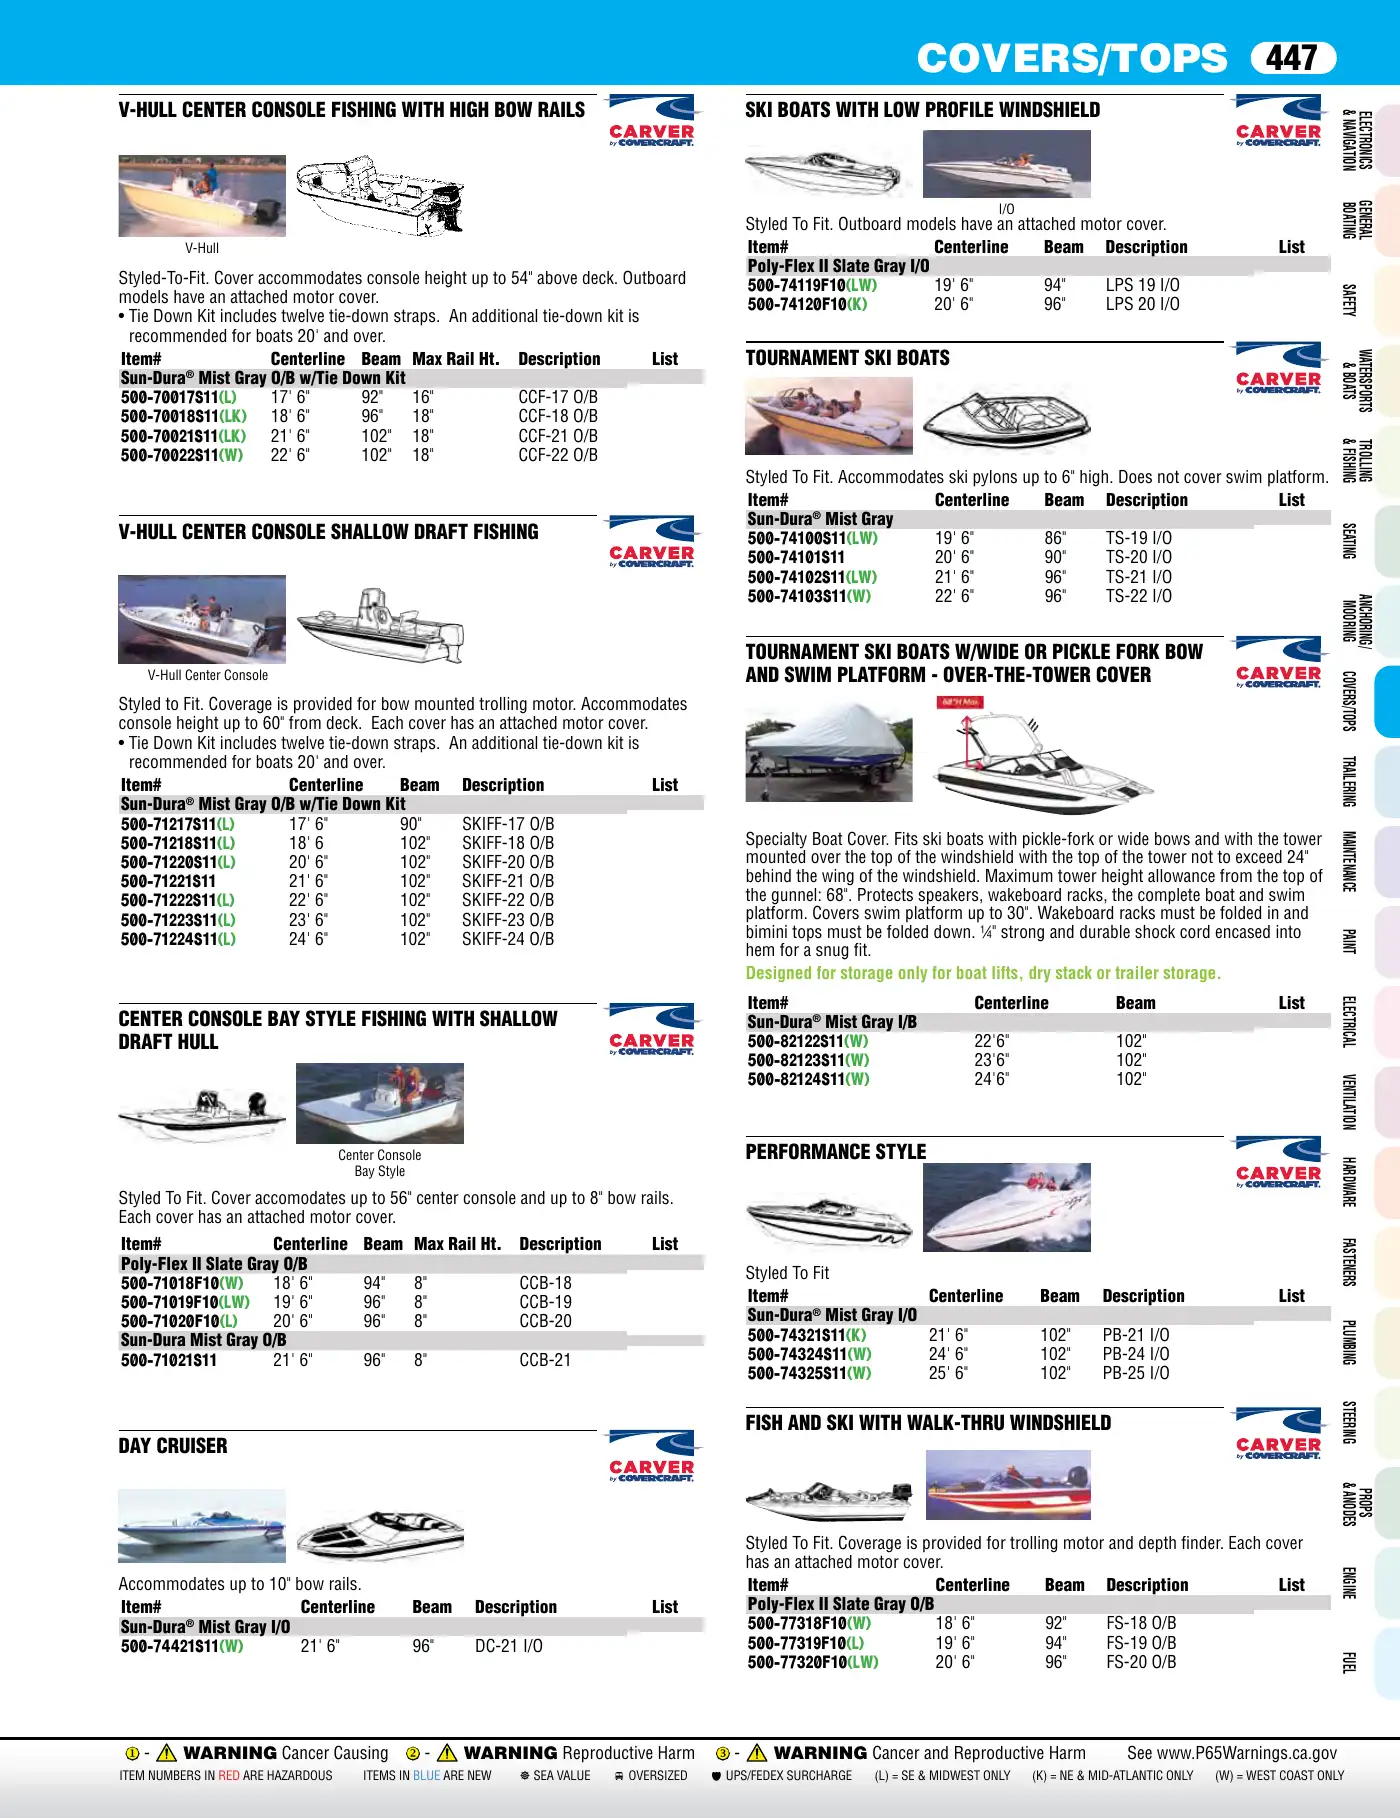 COVERS/TOPS 447
V-HULL CENTER CONSOLE FISHING WITH HIGH BOW RAILS
CARVER
by COVERCRAFT.
V-Hull
Styled-To-Fit. Cover accommodates console height up to 54" above deck. Outboard
models have an attached motor cover.
• Tie Down Kit includes twelve tie-down straps. An additional tie-down kit is
recommended for boats 20' and over.
Item# Centerline Beam Max Rail Ht. Description List
Sun-Dura® Mist Gray O/B w/Tie Down Kit
500-70017S11(L) 17' 6" 92" 16" CCF-17 O/B
500-70018S11(LK) 18' 6" 96" 18" CCF-18 O/B
500-70021S11(LK) 21' 6" 102" 18" CCF-21 O/B
500-70022S11(W) 22' 6" 102" 18" CCF-22 O/B
V-HULL CENTER CONSOLE SHALLOW DRAFT FISHING
CARVER
by COVERCRAFT.
V-Hull Center Console
Styled to Fit. Coverage is provided for bow mounted trolling motor. Accommodates
console height up to 60" from deck. Each cover has an attached motor cover.
• Tie Down Kit includes twelve tie-down straps. An additional tie-down kit is
recommended for boats 20' and over.
Item# Centerline Beam Description List
Sun-Dura® Mist Gray O/B w/Tie Down Kit
500-71217S11(L) 17' 6" 90" SKIFF-17 O/B
500-71218S11(L) 18' 6 102" SKIFF-18 O/B
500-71220S11(L) 20' 6" 102" SKIFF-20 O/B
500-71221S11 21' 6" 102" SKIFF-21 O/B
500-71222S11(L) 22' 6" 102" SKIFF-22 O/B
500-71223S11(L) 23' 6" 102" SKIFF-23 O/B
500-71224S11(L) 24' 6" 102" SKIFF-24 O/B
CENTER CONSOLE BAY STYLE FISHING WITH SHALLOW
DRAFT HULL
CARVER
by COVERCRAFT.
Center Console
Bay Style
Styled To Fit. Cover accomodates up to 56" center console and up to 8" bow rails.
Each cover has an attached motor cover.
Item# Centerline Beam Max Rail Ht. Description List
Poly-Flex II Slate Gray O/B
500-71018F10(W) 18' 6" 94" 8" CCB-18
500-71019F10(LW) 19' 6" 96" 8" CCB-19
500-71020F10(L) 20' 6" 96" 8" CCB-20
Sun-Dura Mist Gray O/B
500-71021S11 21' 6" 96" 8" CCB-21
DAY CRUISER
CARVER
by COVERCRAFT.
Accommodates up to 10" bow rails.
Item# Centerline Beam Description List
Sun-Dura® Mist Gray I/O
500-74421S11(W) 21' 6" 96" DC-21 I/O
SKI BOATS WITH LOW PROFILE WINDSHIELD
CARVER
by COVERCRAFT.
I/O
Styled To Fit. Outboard models have an attached motor cover.
Item# Centerline Beam Description List
Poly-Flex II Slate Gray I/O
500-74119F10(LW) 19' 6" 94" LPS 19 I/O
500-74120F10(K) 20' 6" 96" LPS 20 I/O
TOURNAMENT SKI BOATS
CARVER
by COVERCRAFT.
Styled To Fit. Accommodates ski pylons up to 6" high. Does not cover swim platform.
Item# Centerline Beam Description List
Sun-Dura® Mist Gray
500-74100S11(LW) 19' 6" 86" TS-19 I/O
500-74101S11 20' 6" 90" TS-20 I/O
500-74102S11(LW) 21' 6" 96" TS-21 I/O
500-74103S11(W) 22' 6" 96" TS-22 I/O
TOURNAMENT SKI BOATS W/WIDE OR PICKLE FORK BOW
AND SWIM PLATFORM - OVER-THE-TOWER COVER
CARVER
by COVERCRAFT.
68"H Max.
Specialty Boat Cover. Fits ski boats with pickle-fork or wide bows and with the tower
mounted over the top of the windshield with the top of the tower not to exceed 24"
behind the wing of the windshield. Maximum tower height allowance from the top of
the gunnel: 68". Protects speakers, wakeboard racks, the complete boat and swim
platform. Covers swim platform up to 30". Wakeboard racks must be folded in and
bimini tops must be folded down. ¼" strong and durable shock cord encased into
hem for a snug fit.
Designed for storage only for boat lifts, dry stack or trailer storage.
Item# Centerline Beam List
Sun-Dura® Mist Gray I/B
500-82122S11(W) 22'6" 102"
500-82123S11(W) 23'6" 102"
500-82124S11(W) 24'6" 102"
PERFORMANCE STYLE
CARVER
by COVERCRAFT.
Styled To Fit
Item# Centerline Beam Description List
Sun-Dura® Mist Gray I/O
500-74321S11(K) 21' 6" 102" PB-21 I/O
500-74324S11(W) 24' 6" 102" PB-24 I/O
500-74325S11(W) 25' 6" 102" PB-25 I/O
FISH AND SKI WITH WALK-THRU WINDSHIELD
CARVER
by COVERCRAFT.
Styled To Fit. Coverage is provided for trolling motor and depth finder. Each cover
has an attached motor cover.
Item# Centerline Beam Description List
Poly-Flex II Slate Gray O/B
500-77318F10(W) 18' 6" 92" FS-18 O/B
500-77319F10(L) 19' 6" 94" FS-19 O/B
500-77320F10(LW) 20' 6" 96" FS-20 O/B
ELECTRONICS
& NAVIGATION
GENERAL
BOATING
SAFETY
WATERSPORTS
& BOATS
TROLLING
& FISHING
SEATING
ANCHORING/
MOORING
COVERS/TOPS
TRAILERING
MAINTENANCE
PAINT
ELECTRICAL
VENTILATION
HARDWARE
FASTENERS
PLUMBING
STEERING
PROPS
& ANODES
ENGINE
FUEL
1 - WARNING Cancer Causing 2 - WARNING Reproductive Harm 3 - WARNING Cancer and Reproductive Harm See www.P65Warnings.ca.gov
ITEM NUMBERS IN RED ARE HAZARDOUS ITEMS IN BLUE ARE NEW SEA VALUE OVERSIZED UPS/FEDEX SURCHARGE (L) = SE & MIDWEST ONLY (K) = NE & MID-ATLANTIC ONLY (W) = WEST COAST ONLY